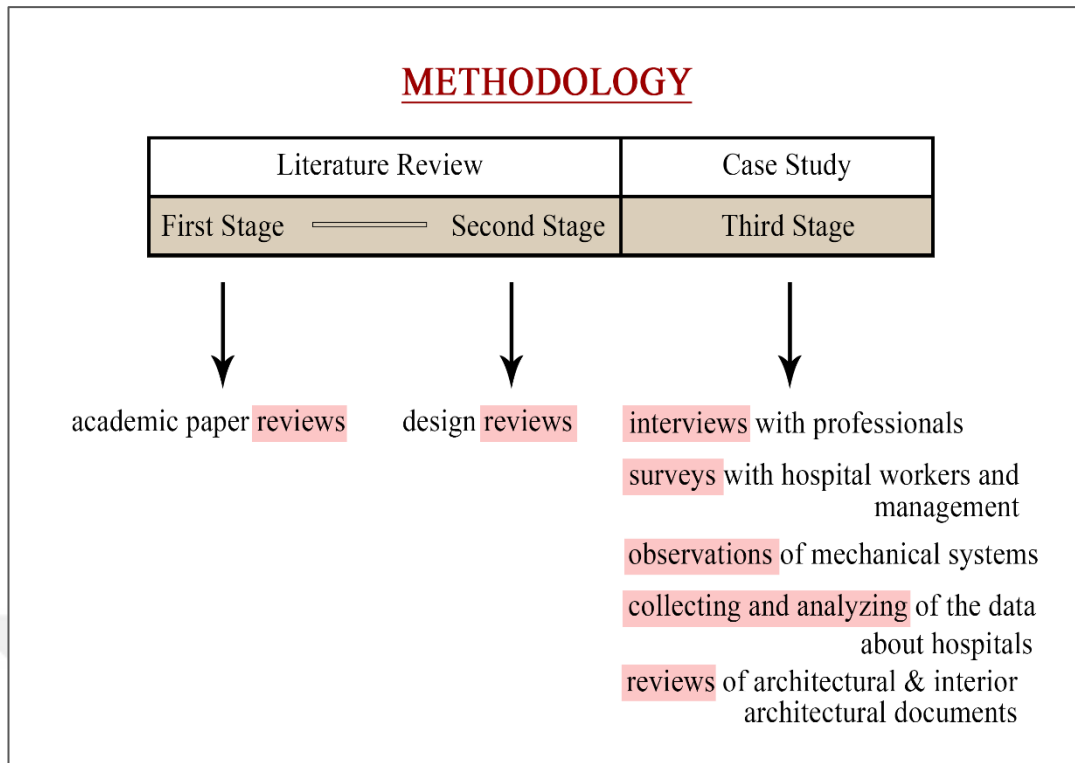 METHODOLOGY
Literature Review
Case Study
First Stage
Second Stage
Third Stage
academic paper reviews
design reviews
interviews with professionals
surveys with hospital workers and
management
observations of mechanical systems
collecting and analyzing of the data
about hospitals
reviews of architectural & interior
architectural documents